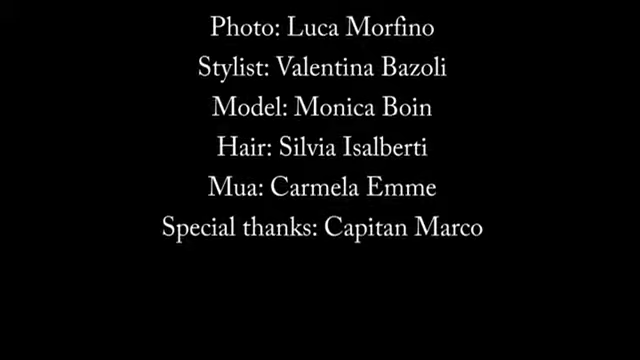 Photo: Luca Morfino
Stylist: Valentina Bazoli
Model: Monica Boin
Hair: Silvia Isalberti
Mua: Carmela Emme
Special thanks: Capitan Marco